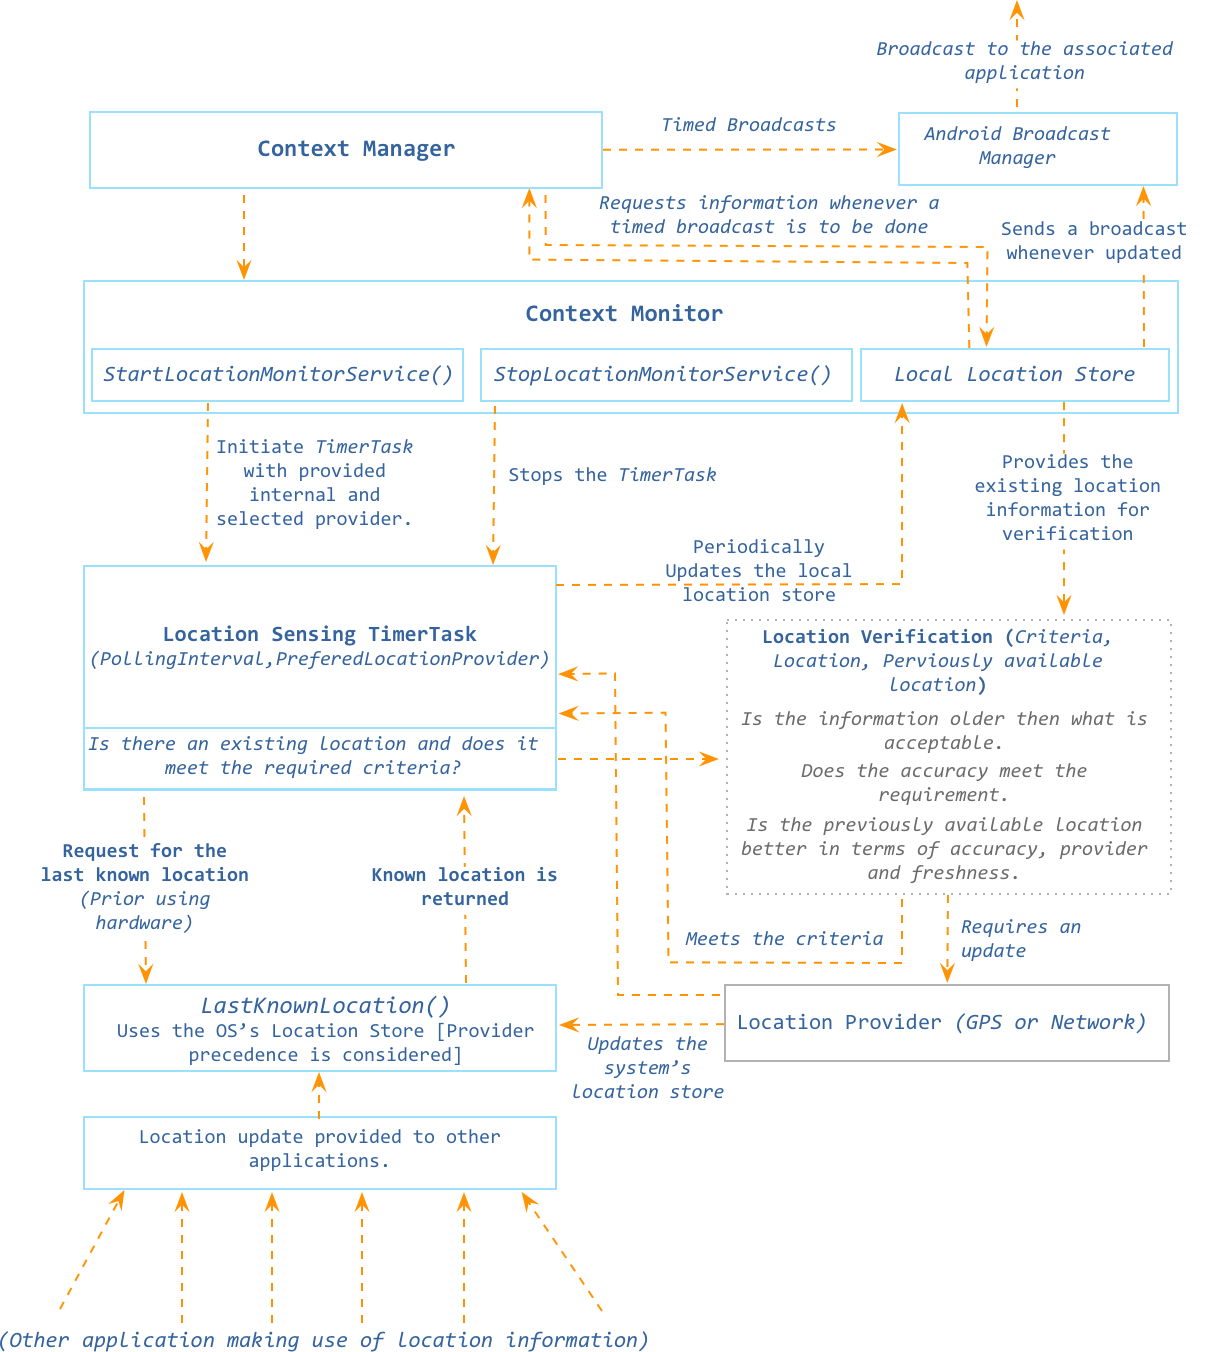 Broadcast to the associated
application
Context Manager
Timed Broadcasts
Android Broadcast
Manager
Requests information whenever a
timed broadcast is to be done
Sends a broadcast
whenever updated
Context Monitor
StartLocationMonitorService()
StopLocationMonitorService()
Local Location Store
Initiate TimerTask
with provided
internal and
selected provider.
Stops the TimerTask
Provides the
existing location
information for
verification
Periodically
Updates the local
location store
Location Sensing TimerTask
(PollingInterval,PreferedLocationProvider)
Is there an existing location and does it
meet the required criteria?
Location Verification (Criteria,
Location, Perviously available
location)
Is the information older then what is
acceptable.
Does the accuracy meet the
requirement.
Is the previously available location
better in terms of accuracy, provider
and freshness.
Request for the
last known location
(Prior using
hardware)
Known location is
returned
Meets the criteria
Requires an
update
LastKnownLocation()
Uses the OS’s Location Store [Provider
precedence is considered]
Location Provider (GPS or Network)
Updates the
system’s
location store
Location update provided to other
applications.
(Other application making use of location information)